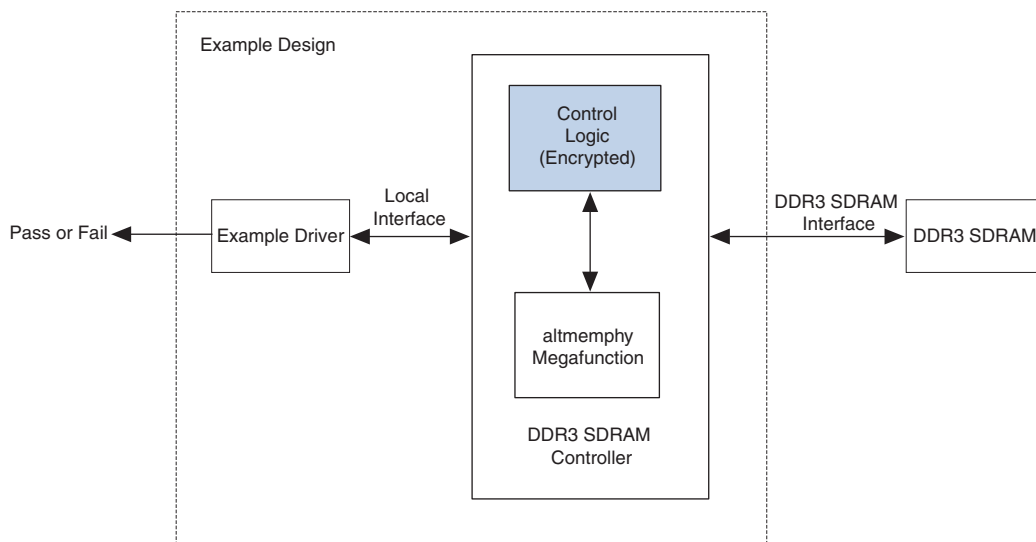 Example Design
Control
Logic
(Encrypted)
Local
Interface
DDR3 SDRAM
Interface
Pass or Fail
Example Driver
DDR3 SDRAM
altmemphy
Megafunction
DDR3 SDRAM
Controller